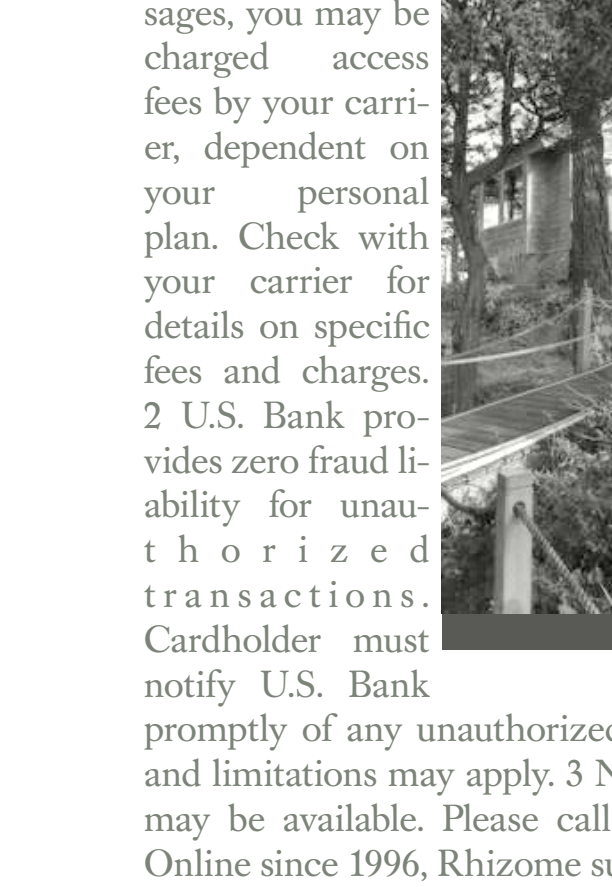 sages, you may be
charged access
fees by your carri-
er, dependent on
your personal
plan. Check with
your carrier for
details on specific
fees and charges.
2 U.S. Bank pro-
vides zero fraud li-
ability for unau-
thorized
transactions.
Cardholder must
notify U.S. Bank
promptly of any unauthorized
and limitations may apply. 3
may be available. Please call
Online since 1996, Rhizome